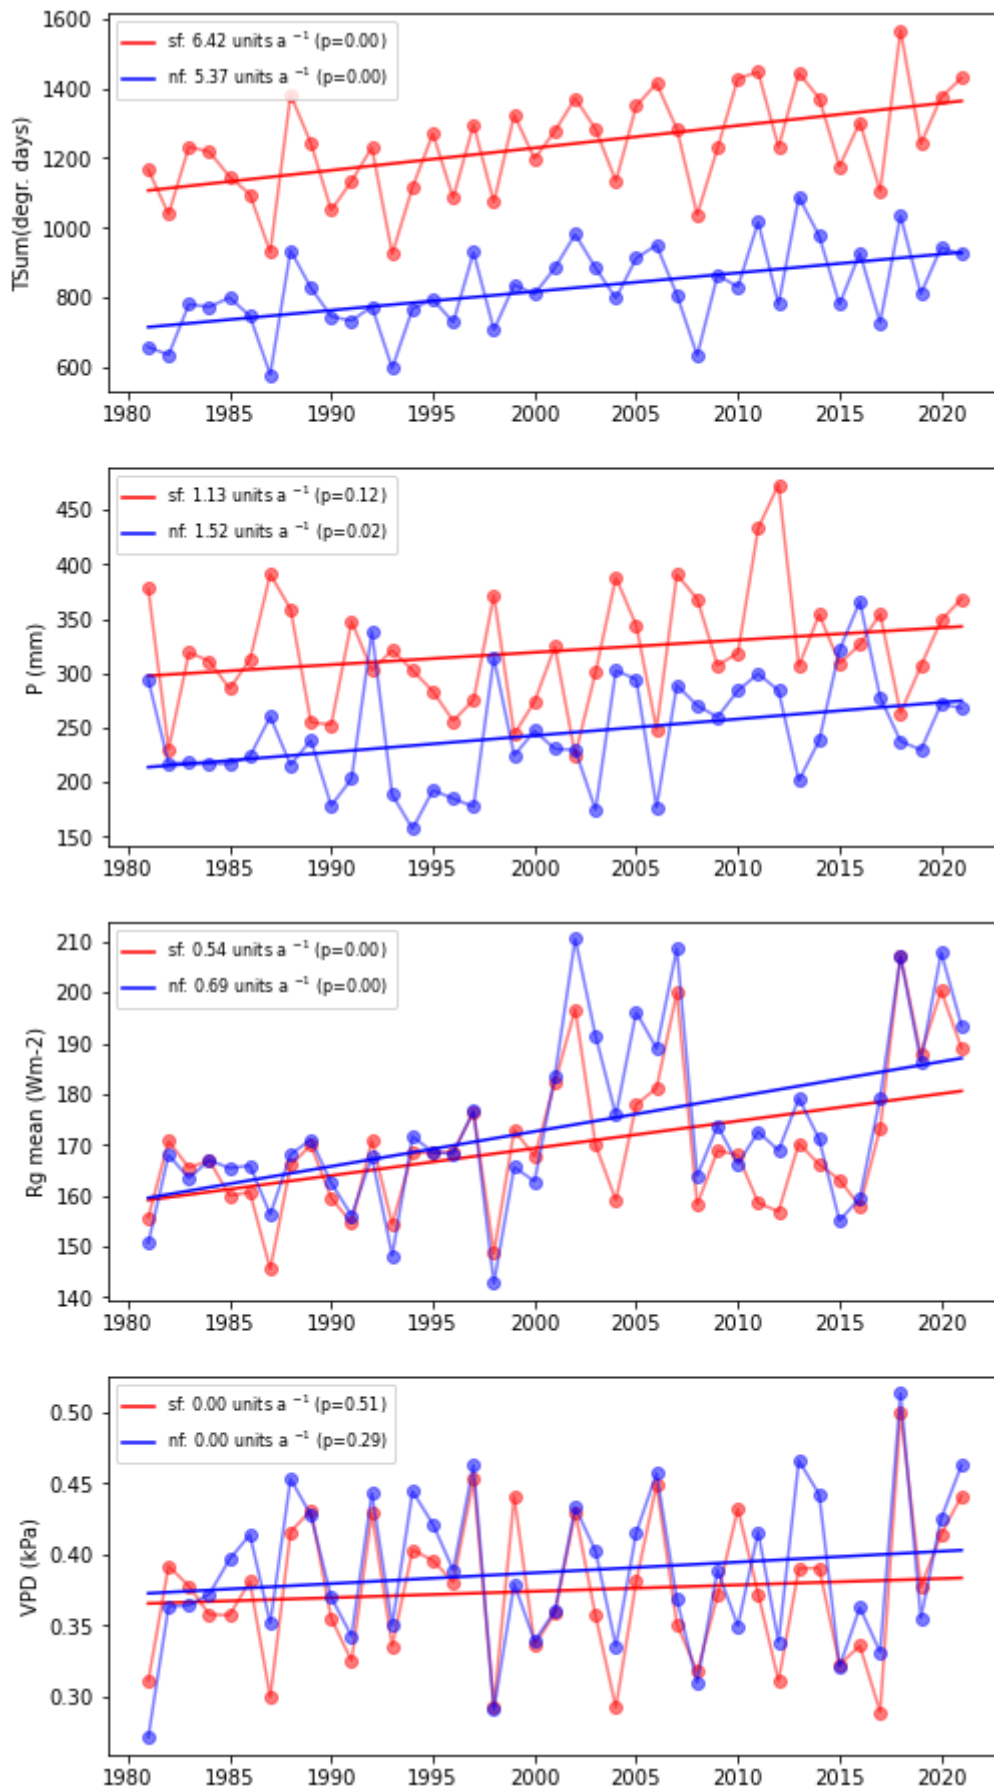 1600
1400
1200
1000
800
600
TSum(degr. days)
sf: 6.42 units a ⁻¹ (p=0.00)
nf: 5.37 units a ⁻¹ (p=0.00)
1980 1985 1990 1995 2000 2005 2010 2015 2020
450
400
350
300
250
200
150
P (mm)
sf: 1.13 units a ⁻¹ (p=0.12)
nf: 1.52 units a ⁻¹ (p=0.02)
1980 1985 1990 1995 2000 2005 2010 2015 2020
210
200
190
180
170
160
150
140
Rg mean (Wm-2)
sf: 0.54 units a ⁻¹ (p=0.00)
nf: 0.69 units a ⁻¹ (p=0.00)
1980 1985 1990 1995 2000 2005 2010 2015 2020
0.50
0.45
0.40
0.35
0.30
VPD (kPa)
sf: 0.00 units a ⁻¹ (p=0.51)
nf: 0.00 units a ⁻¹ (p=0.29)
1980 1985 1990 1995 2000 2005 2010 2015 2020